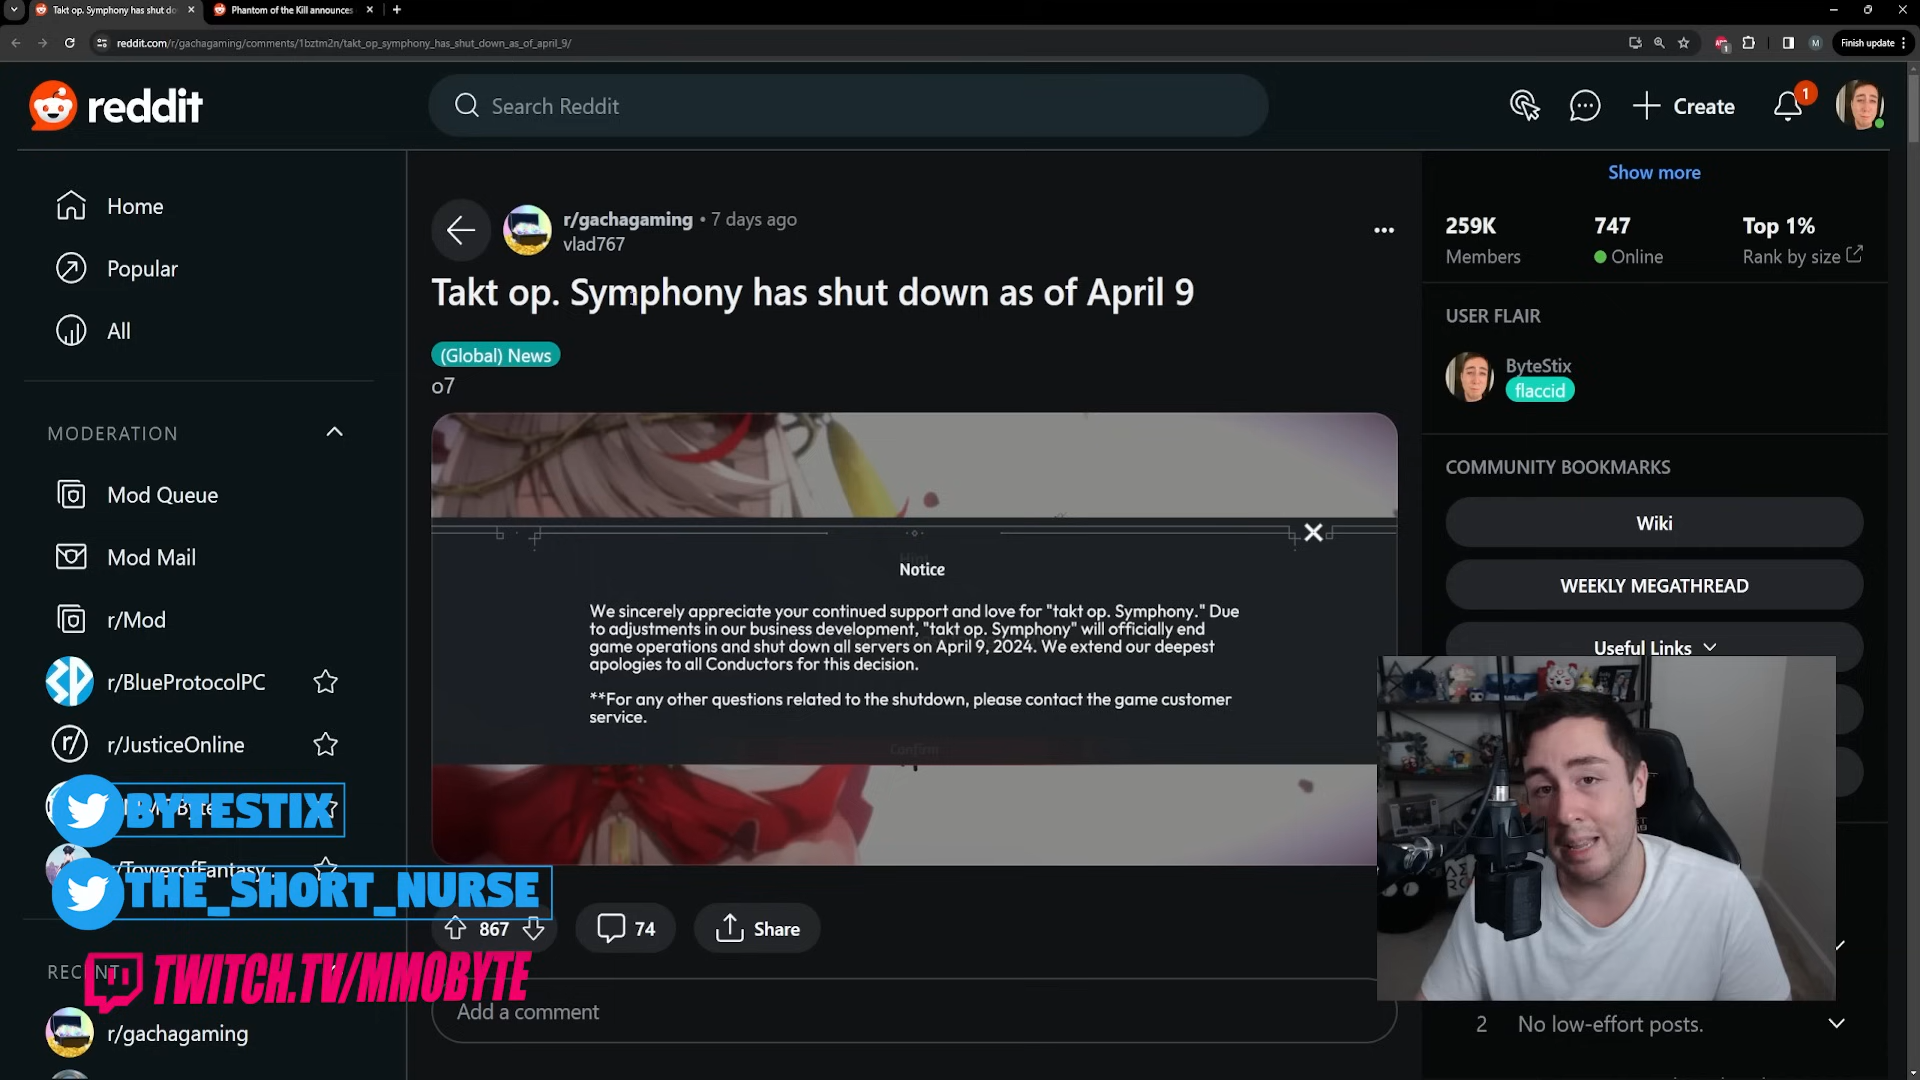 Takt op. Symphony has shut do
Phantom of the Kill announces
reddit.com/r/gachagaming/comments/1bztm2n/takt_op_symphony_has_shut_down_as_of_april_9/
M
Finish update
reddit
Search Reddit
Create
1
Home
Popular
All
MODERATION
Mod Queue
Mod Mail
r/Mod
r/BlueProtocolPC
r/JusticeOnline
BYTESTIX
r/TowerofFantasy...
THE_SHORT_NURSE
RECENT
TWITCH.TV/MMOBYTE
r/gachagaming
r/gachagaming • 7 days ago
vlad767
Takt op. Symphony has shut down as of April 9
(Global) News
o7
Notice
We sincerely appreciate your continued support and love for "takt op. Symphony." Due
to adjustments in our business development, "takt op. Symphony" will officially end
game operations and shut down all servers on April 9, 2024. We extend our deepest
apologies to all Conductors for this decision.
**For any other questions related to the shutdown, please contact the game customer
service.
Confirm
867
74
Share
Add a comment
Show more
259K
747
Top 1%
Members
Online
Rank by size
USER FLAIR
ByteStix
flaccid
COMMUNITY BOOKMARKS
Wiki
WEEKLY MEGATHREAD
Useful Links
2 No low-effort posts.